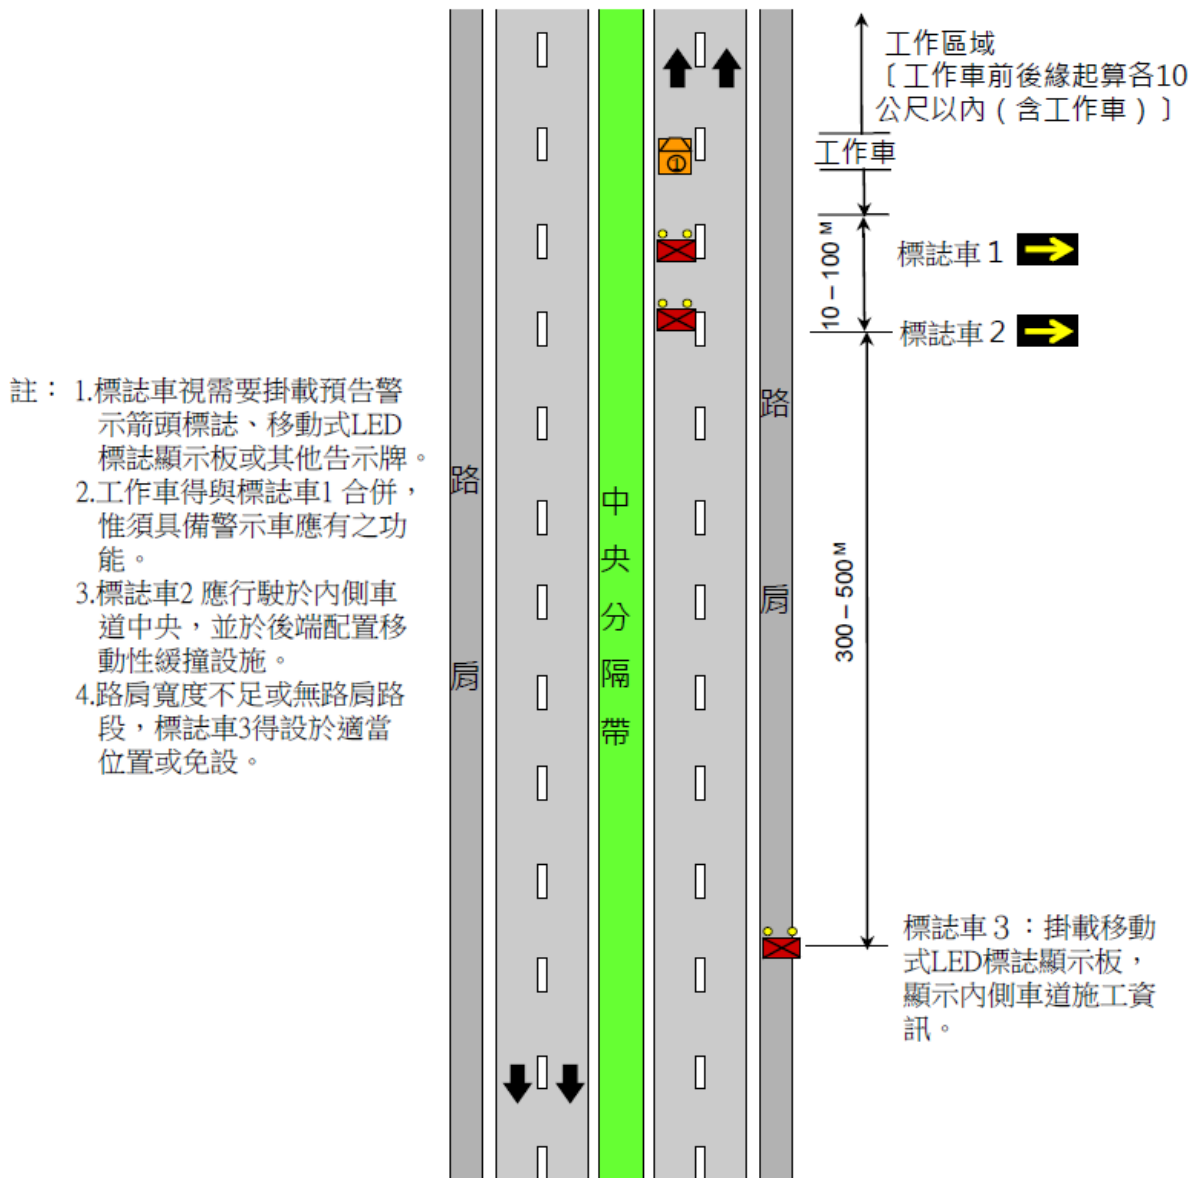 工作區域
〔工作車前後緣起算各10
公尺以內（含工作車）〕
工作車
①
10–100 M
標誌車1
標誌車2
註：1.標誌車視需要掛載預告警
示箭頭標誌、移動式LED
標誌顯示板或其他告示牌。
2.工作車得與標誌車1 合併，
惟須具備警示車應有之功
能。
3.標誌車2 應行駛於內側車
道中央，並於後端配置移
動性緩撞設施。
4.路肩寬度不足或無路肩路
段，標誌車3得設於適當
位置或免設。
路肩
中央分隔帶
路肩
300–500 M
標誌車3：掛載移動
式LED標誌顯示板，
顯示內側車道施工資
訊。